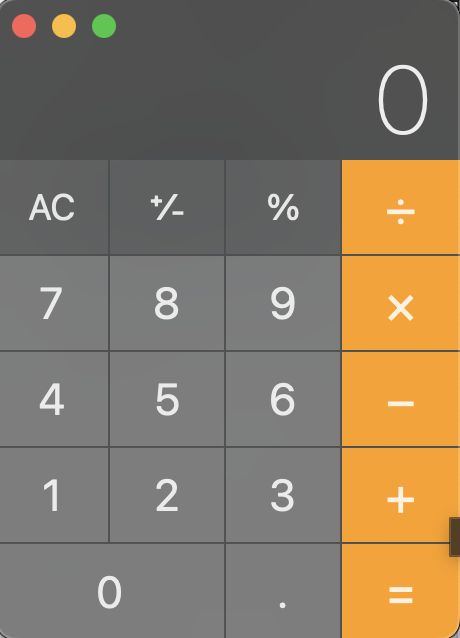 0
AC ⁺∕₋ % ÷
7 8 9 ×
4 5 6 −
1 2 3 +
0 . =